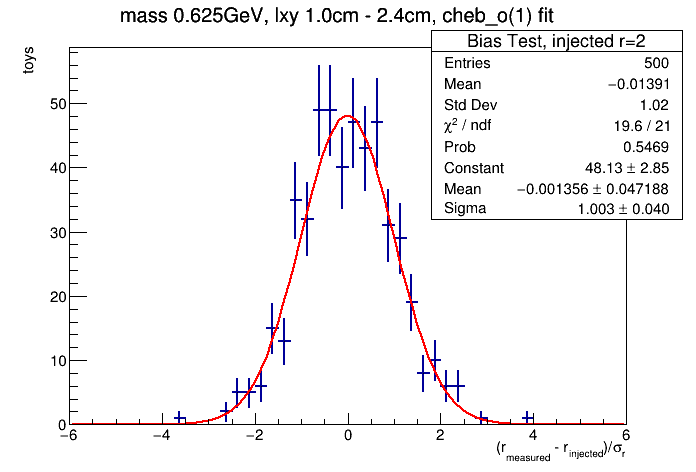 mass 0.625GeV, lxy 1.0cm - 2.4cm, cheb_o(1) fit
toys
Bias Test, injected r=2
Entries 500
Mean −0.01391
Std Dev 1.02
χ² / ndf 19.6 / 21
Prob 0.5469
Constant 48.13 ± 2.85
Mean −0.001356 ± 0.047188
Sigma 1.003 ± 0.040
50
40
30
20
10
0
−6 −4 −2 0 2 4 6
(r_measured - r_injected)/σ_r